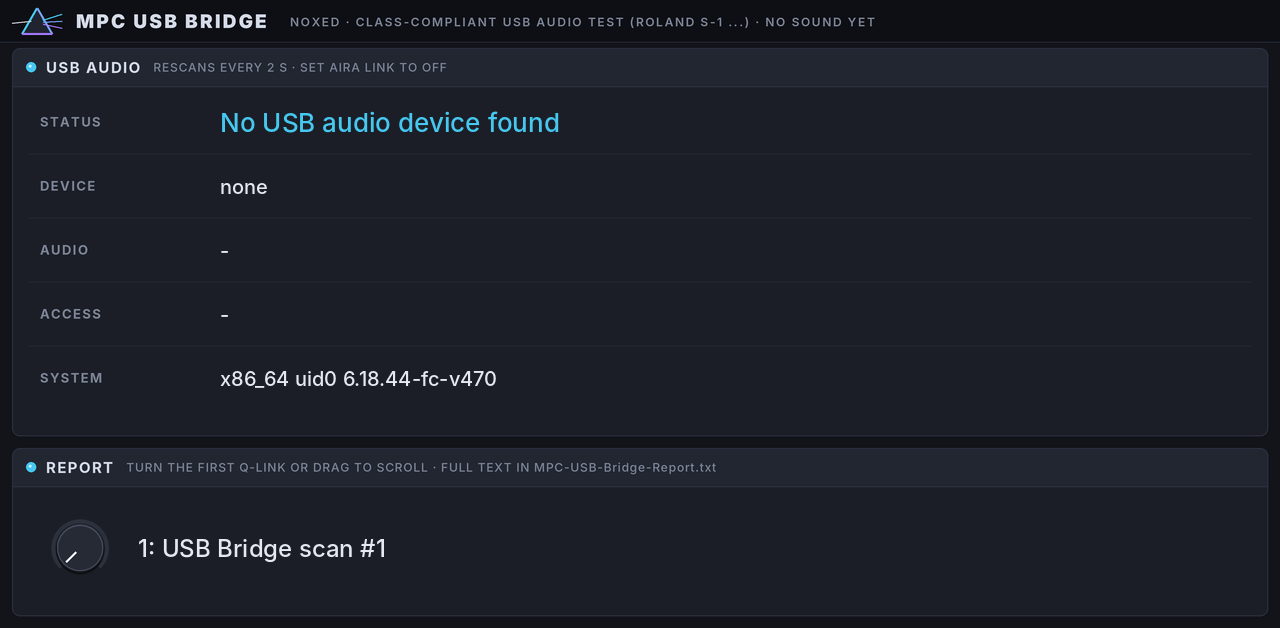 MPC USB BRIDGE NOXED · CLASS-COMPLIANT USB AUDIO TEST (ROLAND S-1 ...) · NO SOUND YET
USB AUDIO RESCANS EVERY 2 S · SET AIRA LINK TO OFF
STATUS No USB audio device found
DEVICE none
AUDIO -
ACCESS -
SYSTEM x86_64 uid0 6.18.44-fc-v470
REPORT TURN THE FIRST Q-LINK OR DRAG TO SCROLL · FULL TEXT IN MPC-USB-Bridge-Report.txt
1: USB Bridge scan #1